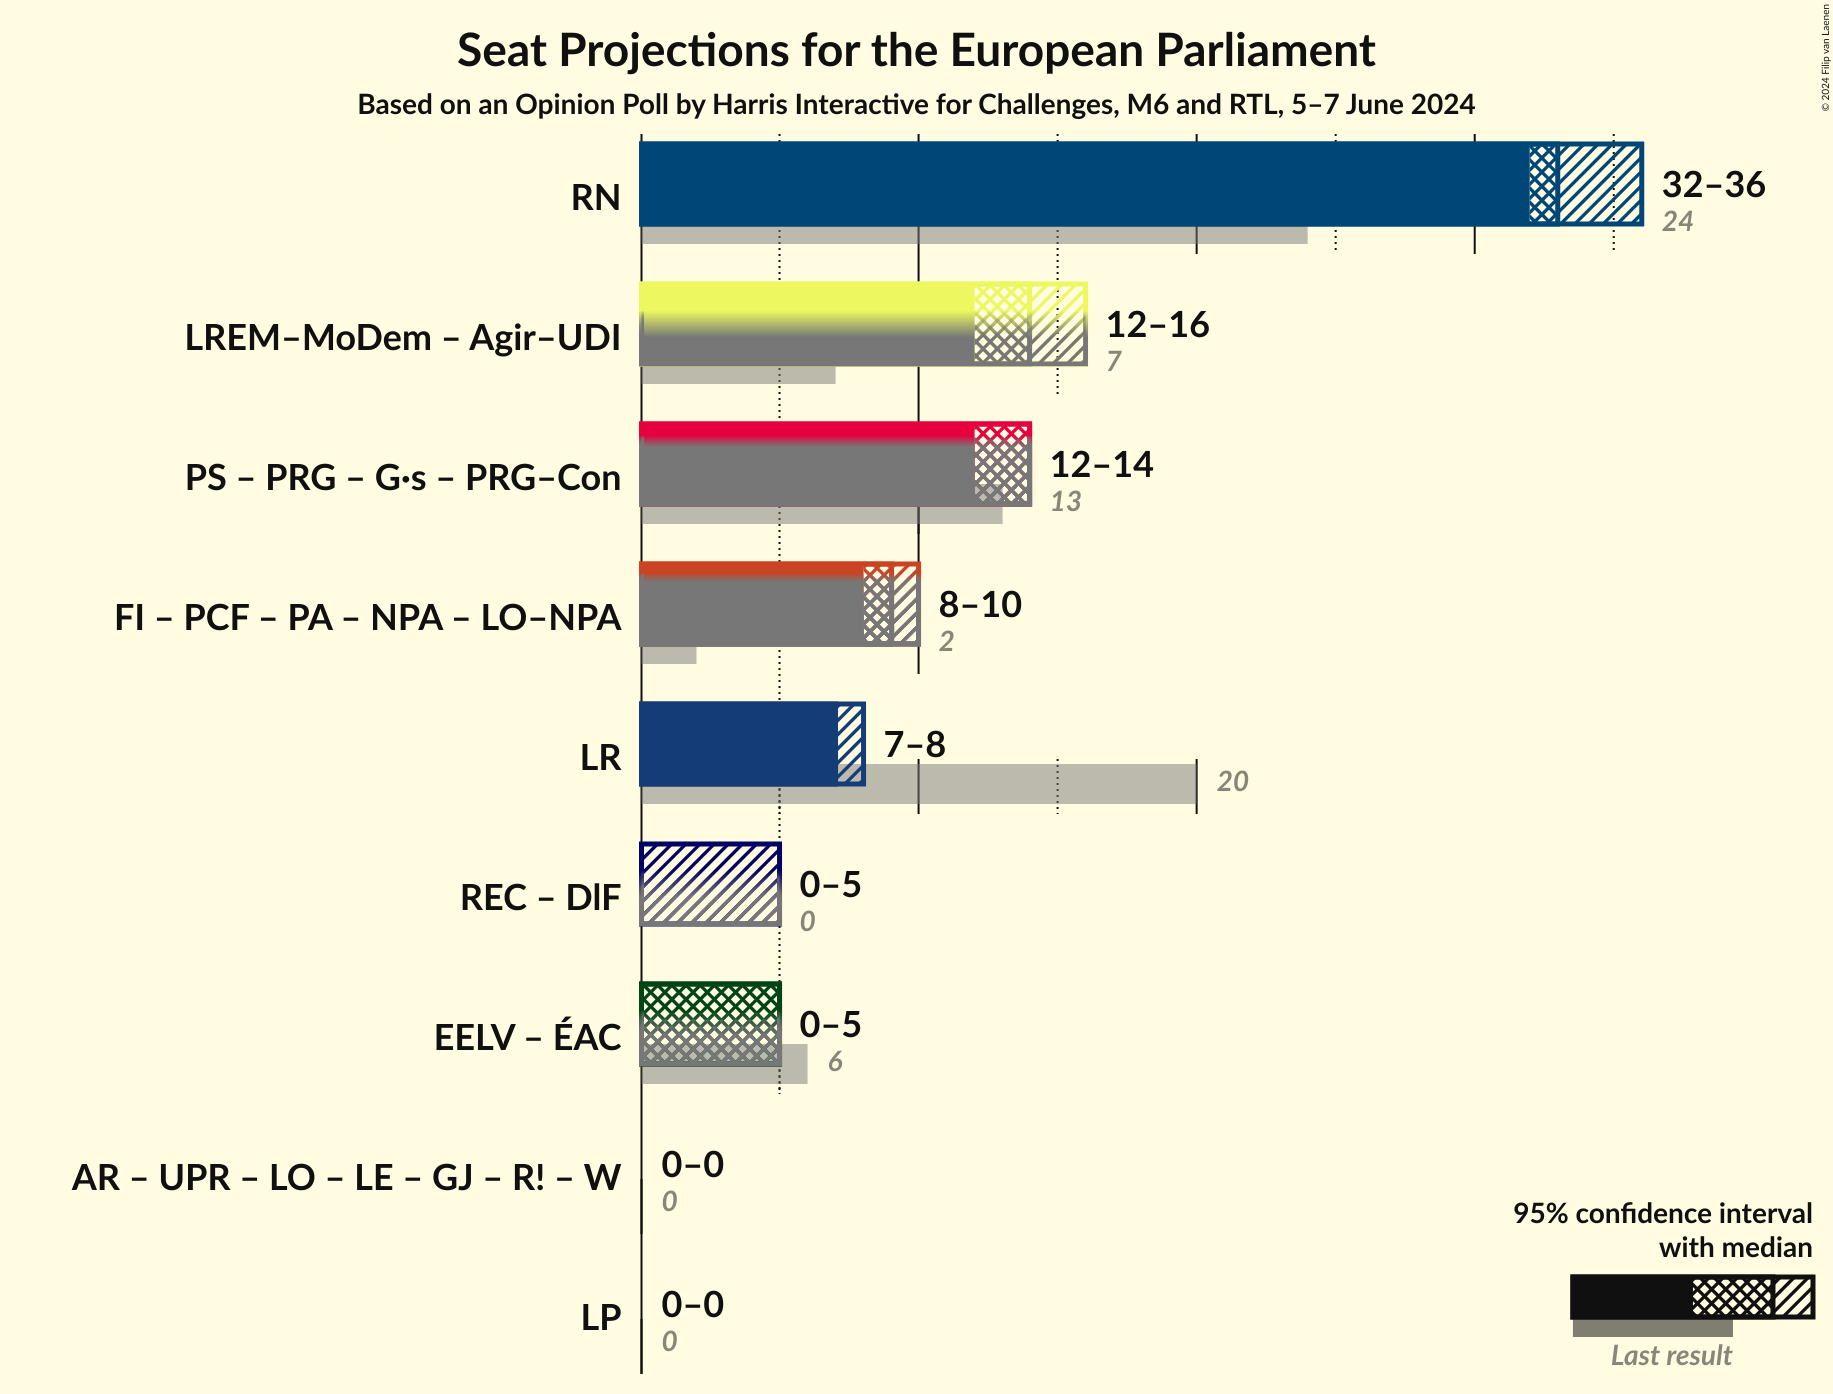 Seat Projections for the European Parliament
Based on an Opinion Poll by Harris Interactive for Challenges, M6 and RTL, 5–7 June 2024
© 2024 Filip van Laenen
RN
32–36
24
LREM–MoDem – Agir–UDI
12–16
7
PS – PRG – G·s – PRG–Con
12–14
13
FI – PCF – PA – NPA – LO–NPA
8–10
2
LR
7–8
20
REC – DlF
0–5
0
EELV – ÉAC
0–5
6
AR – UPR – LO – LE – GJ – R! – W
0–0
0
LP
0–0
0
95% confidence interval
with median
Last result